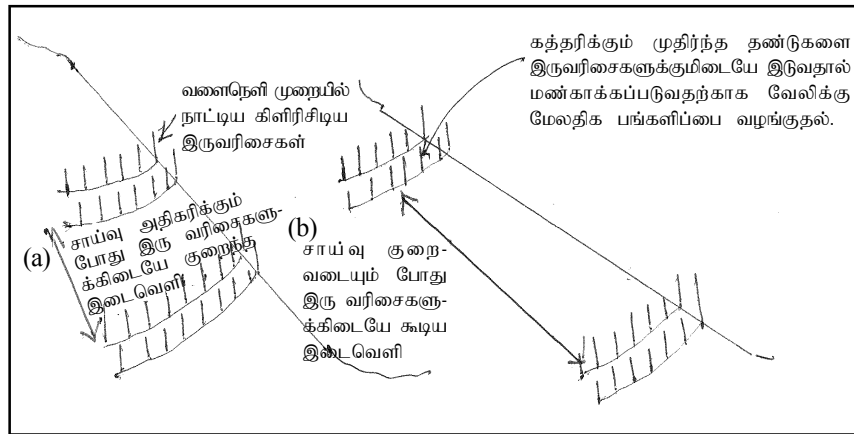 வளைநெளி முறையில்
நாட்டிய கிளிரிசிடிய
இருவரிசைகள்
கத்தரிக்கும் முதிர்ந்த தண்டுகளை
இருவரிசைகளுக்குமிடையே இடுவதால்
மண்காக்கப்படுவதற்காக வேலிக்கு
மேலதிக பங்களிப்பை வழங்குதல்.
(a)
சாய்வு அதிகரிக்கும்
போது இரு வரிசைகளு-
க்கிடையே குறைந்த
இடைவெளி
(b)
சாய்வு குறை-
வடையும் போது
இரு வரிசைகளு-
க்கிடையே கூடிய
இடைவெளி